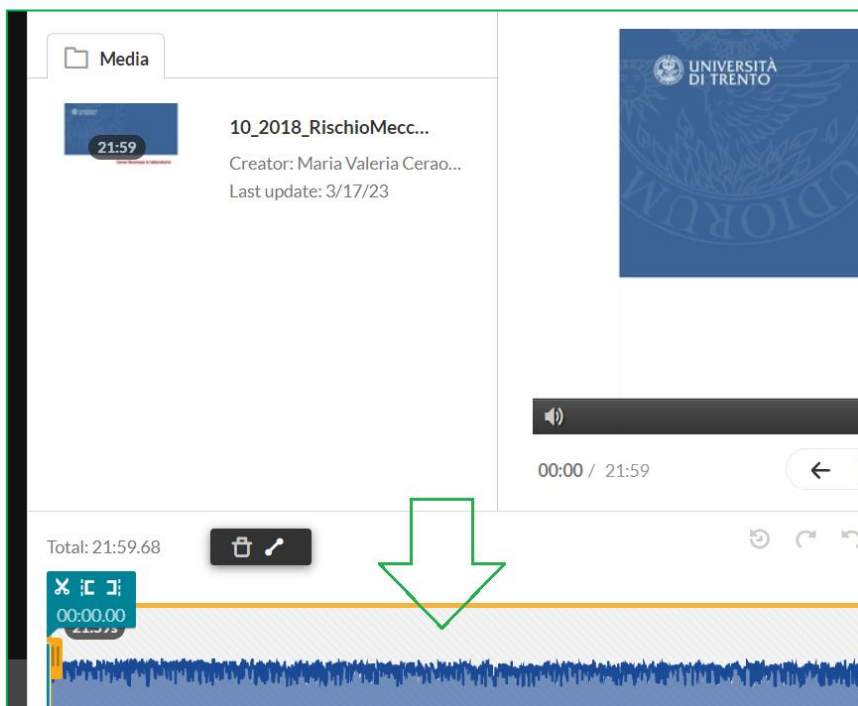 Media
21:59
10_2018_RischioMecc...
Creator: Maria Valeria Cerao...
Last update: 3/17/23
UNIVERSITÀ
DI TRENTO
UDIORUM
00:00 / 21:59
Total: 21:59.68
00:00.00